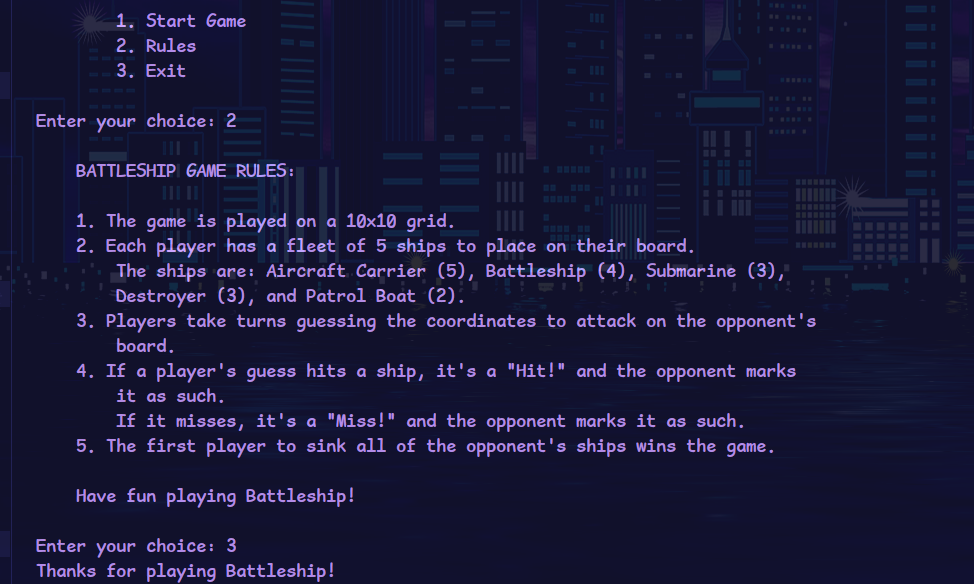 1. Start Game
2. Rules
3. Exit
Enter your choice: 2
BATTLESHIP GAME RULES:
1. The game is played on a 10x10 grid.
2. Each player has a fleet of 5 ships to place on their board.
The ships are: Aircraft Carrier (5), Battleship (4), Submarine (3),
Destroyer (3), and Patrol Boat (2).
3. Players take turns guessing the coordinates to attack on the opponent's
board.
4. If a player's guess hits a ship, it's a "Hit!" and the opponent marks
it as such.
If it misses, it's a "Miss!" and the opponent marks it as such.
5. The first player to sink all of the opponent's ships wins the game.
Have fun playing Battleship!
Enter your choice: 3
Thanks for playing Battleship!